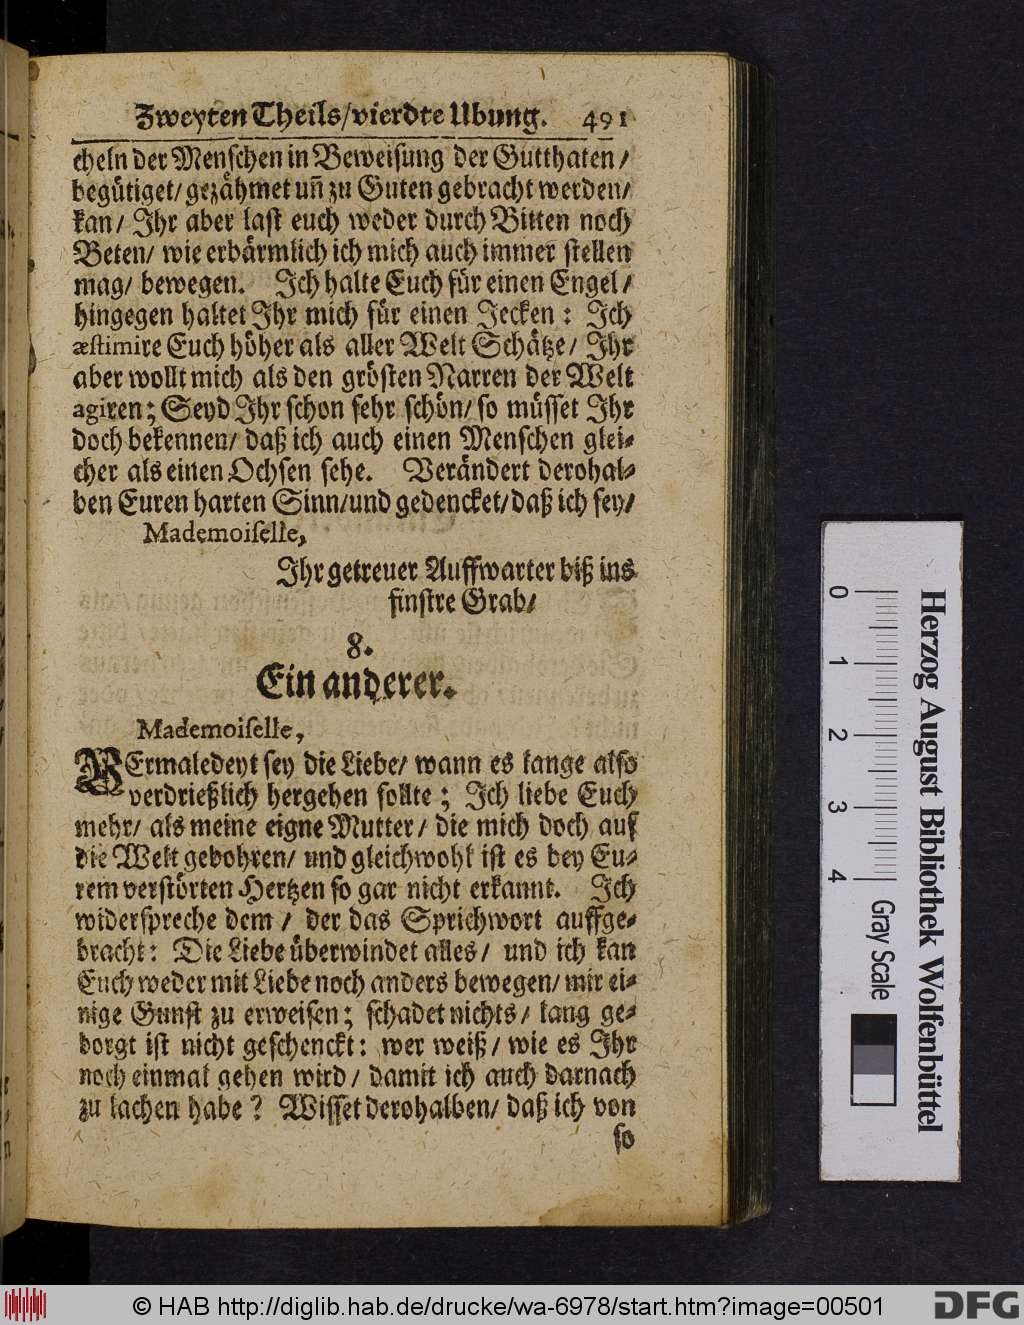 Zweyten Theils/vierdte Ubung. 491
cheln der Menschen in Beweisung der Gutthaten/
begütiget/ gezähmet uñ zu Guten gebracht werden/
kan/ Ihr aber last euch weder durch Bitten noch
Beten/ wie erbärmlich ich mich auch immer stellen
mag/ bewegen. Ich halte Euch für einen Engel/
hingegen haltet Ihr mich für einen Jecken: Ich
æstimire Euch höher als aller Welt Schätze/ Ihr
aber wollt mich als den grösten Narren der Welt
agiren; Seyd Ihr schon sehr schön/ so müsset Ihr
doch bekennen/ daß ich auch einen Menschen glei-
cher als einen Ochsen sehe. Verändert derohal-
ben Euren harten Sinn/und gedencket/daß ich sey/
Mademoiselle,
Ihr getreuer Auffwarter biß ins
finstre Grab/
8.
Ein anderer.
Mademoiselle,
VErmaledeyt sey die Liebe/ wann es lange also
verdrießlich hergehen sollte; Ich liebe Euch
mehr/ als meine eigne Mutter/ die mich doch auf
die Welt gebohren/ und gleichwohl ist es bey Eu-
rem verstörten Hertzen so gar nicht erkannt. Ich
widerspreche dem/ der das Sprichwort auffge-
bracht: Die Liebe überwindet alles/ und ich kan
Euch weder mit Liebe noch anders bewegen/ mir ei-
nige Gunst zu erweisen; schadet nichts/ lang ge-
borgt ist nicht geschenckt: wer weiß/ wie es Ihr
noch einmal gehen wird/ damit ich auch darnach
zu lachen habe? Wisset derohalben/ daß ich von
so
0 1 2 3 4 Gray Scale
Herzog August Bibliothek Wolfenbüttel
© HAB http://diglib.hab.de/drucke/wa-6978/start.htm?image=00501
DFG